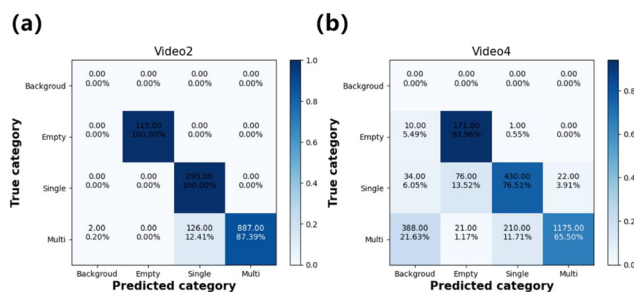 (a)
Video2
True category
Backgroud
Empty
Single
Multi
0.00 0.00 0.00 0.00
0.00% 0.00% 0.00% 0.00%
0.00 115.00 0.00 0.00
0.00% 100.00% 0.00% 0.00%
0.00 295.00 0.00
0.00% 0.00% 100.00% 0.00%
2.00 0.00 126.00 887.00
0.20% 0.00% 12.41% 87.39%
Backgroud Empty Single Multi
Predicted category
1.0
0.8
0.6
0.4
0.2
0.0
(b)
Video4
True category
Backgroud
Empty
Single
Multi
0.00 0.00 0.00 0.00
0.00% 0.00% 0.00% 0.00%
10.00 171.00 1.00 0.00
5.49% 93.96% 0.55% 0.00%
34.00 76.00 430.00 22.00
6.05% 13.52% 76.51% 3.91%
388.00 21.00 210.00 1175.00
21.63% 1.17% 11.71% 65.50%
Backgroud Empty Single Multi
Predicted category
0.8
0.6
0.4
0.2
0.0